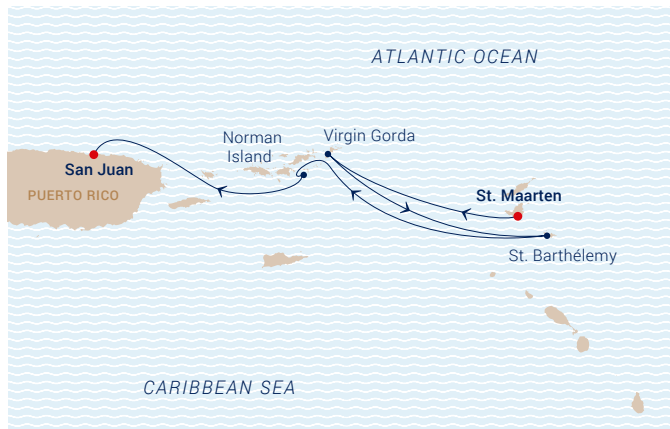 ATLANTIC OCEAN
Norman
Island
Virgin Gorda
San Juan
PUERTO RICO
St. Maarten
St. Barthélemy
CARIBBEAN SEA